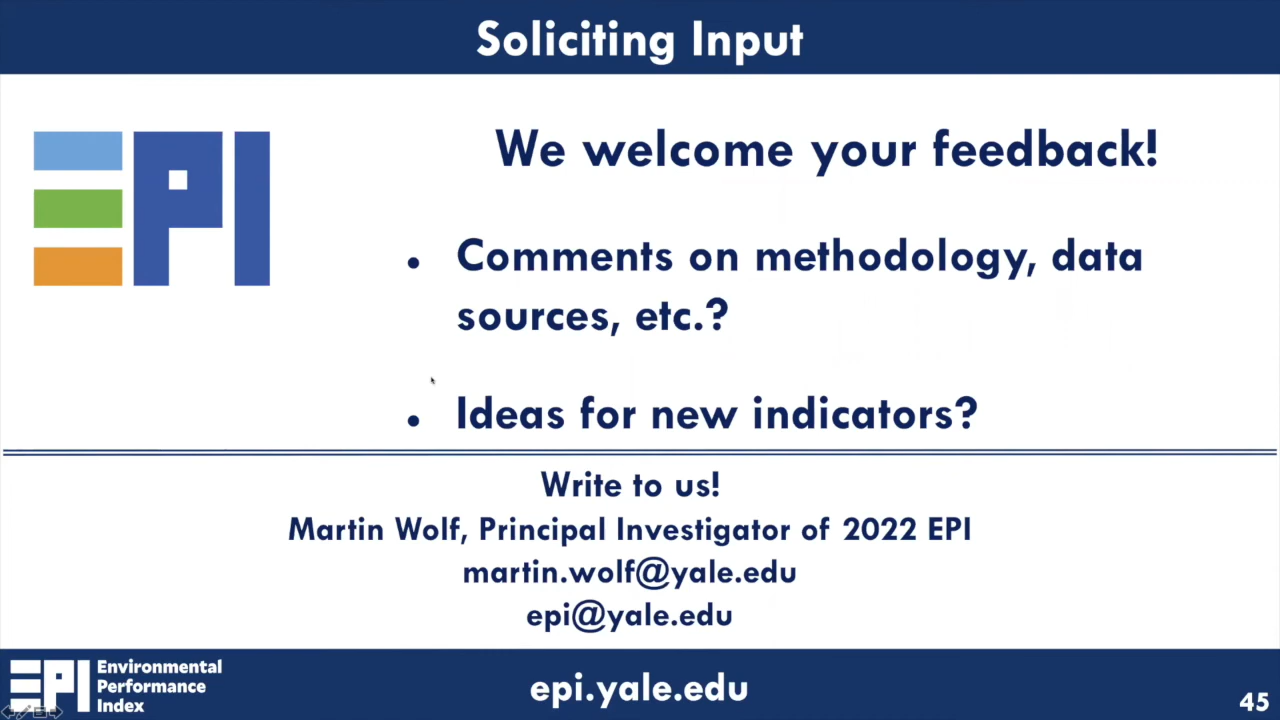 Soliciting Input
EPI
We welcome your feedback!
• Comments on methodology, data
sources, etc.?
• Ideas for new indicators?
Write to us!
Martin Wolf, Principal Investigator of 2022 EPI
martin.wolf@yale.edu
epi@yale.edu
EPI
Environmental
Performance
Index
epi.yale.edu
45